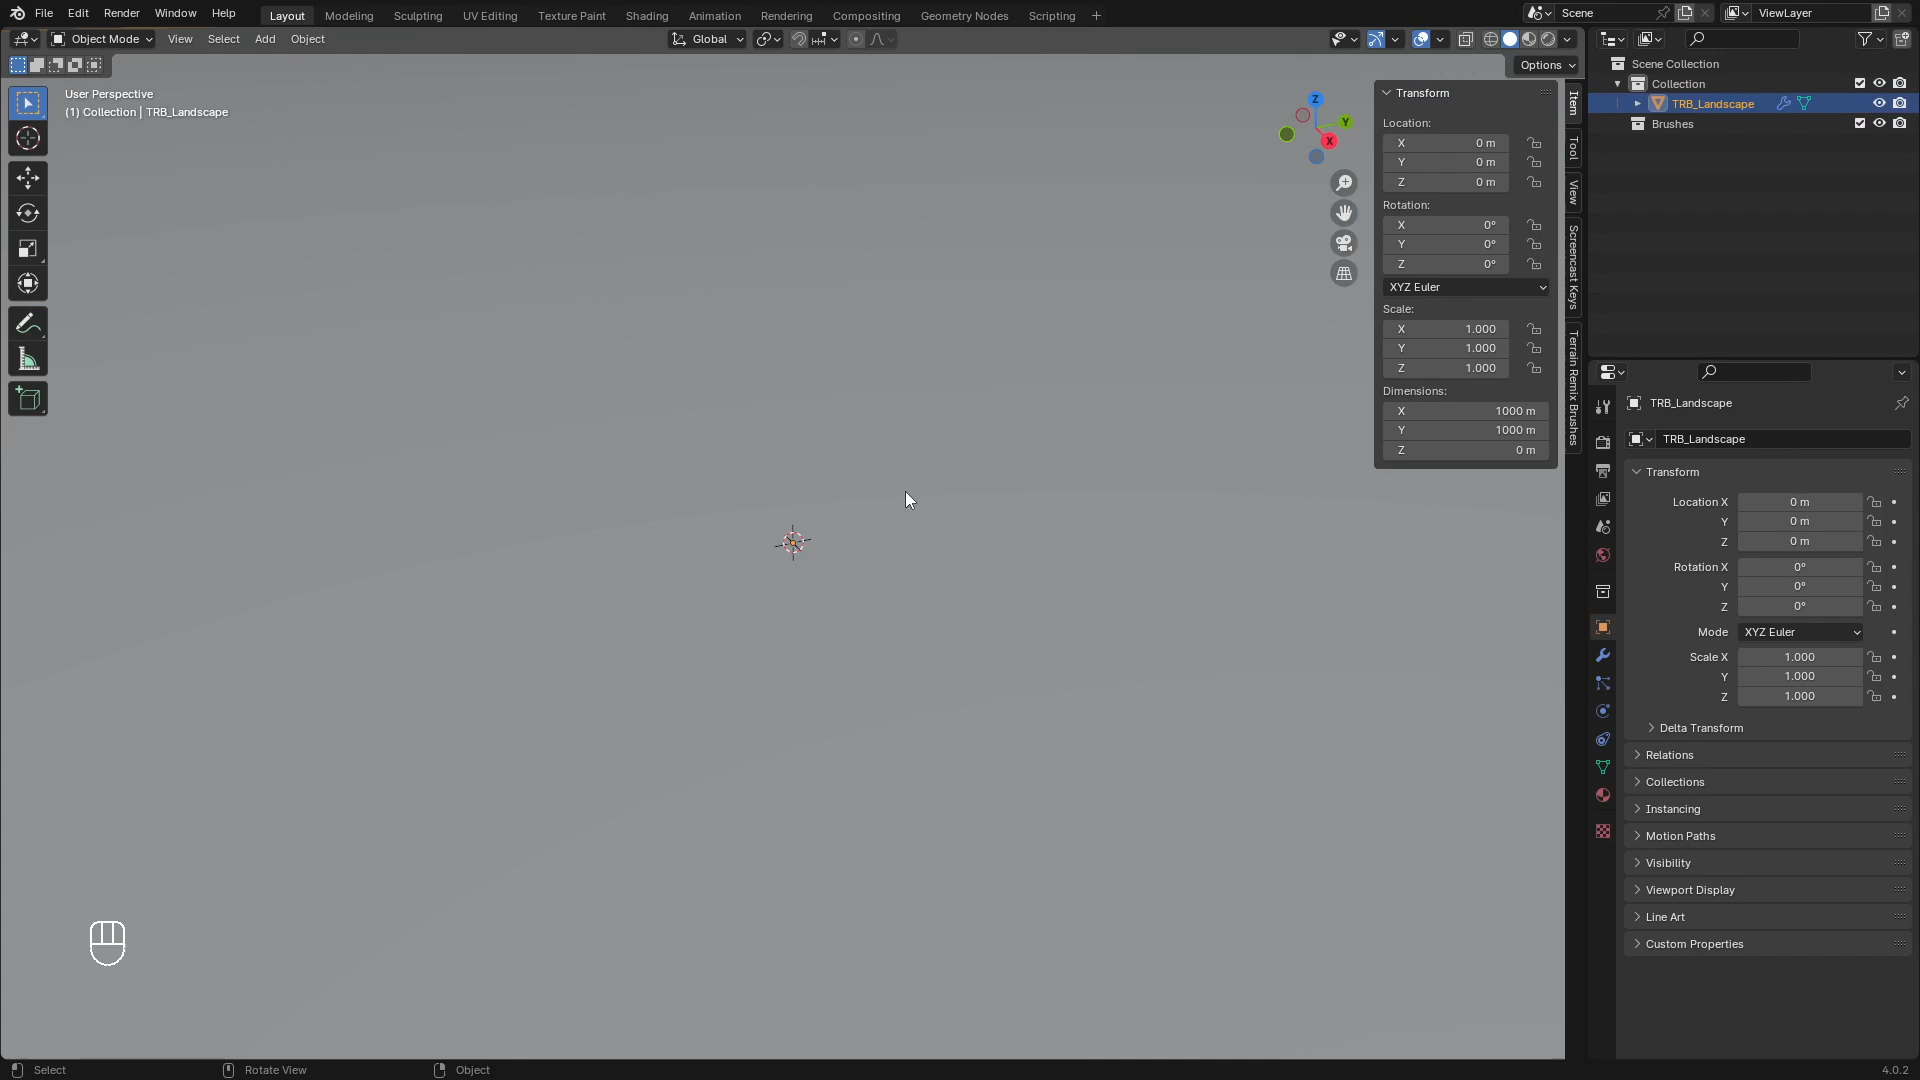 File Edit Render Window Help Layout Modeling Sculpting UV Editing Texture Paint Shading Animation Rendering Compositing Geometry Nodes Scripting + Scene ViewLayer
Object Mode View Select Add Object Global
Options
User Perspective
(1) Collection | TRB_Landscape
Z
Y
X
Transform
Location:
X 0 m
Y 0 m
Z 0 m
Rotation:
X 0°
Y 0°
Z 0°
XYZ Euler
Scale:
X 1.000
Y 1.000
Z 1.000
Dimensions:
X 1000 m
Y 1000 m
Z 0 m
Item
Tool
View
Screencast Keys
Terrain Remix Brushes
Scene Collection
Collection
TRB_Landscape
Brushes
TRB_Landscape
TRB_Landscape
Transform
Location X 0 m
Y 0 m
Z 0 m
Rotation X 0°
Y 0°
Z 0°
Mode XYZ Euler
Scale X 1.000
Y 1.000
Z 1.000
Delta Transform
Relations
Collections
Instancing
Motion Paths
Visibility
Viewport Display
Line Art
Custom Properties
Select Rotate View Object 4.0.2